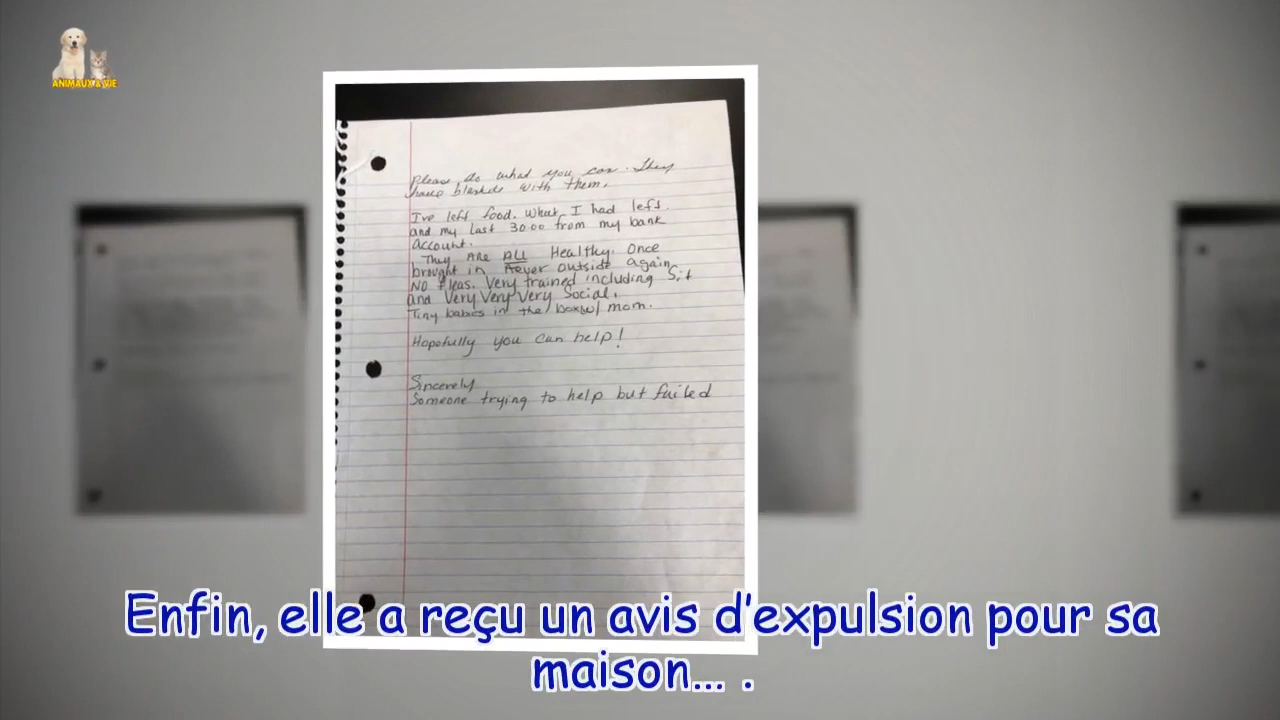 ANIMAUX & VIE
Please do what you can. They
have blankets with them.
I've left food. What I had left
and my last 30.00 from my bank
account.
They ARE ALL Healthy. Once
brought in Never outside again
NO fleas. Very trained including Sit
and Very Very Very Social.
Tiny babies in the box w/ mom.
Hopefully you can help!
Sincerely
Someone trying to help but failed
Enfin, elle a reçu un avis d'expulsion pour sa
maison... .